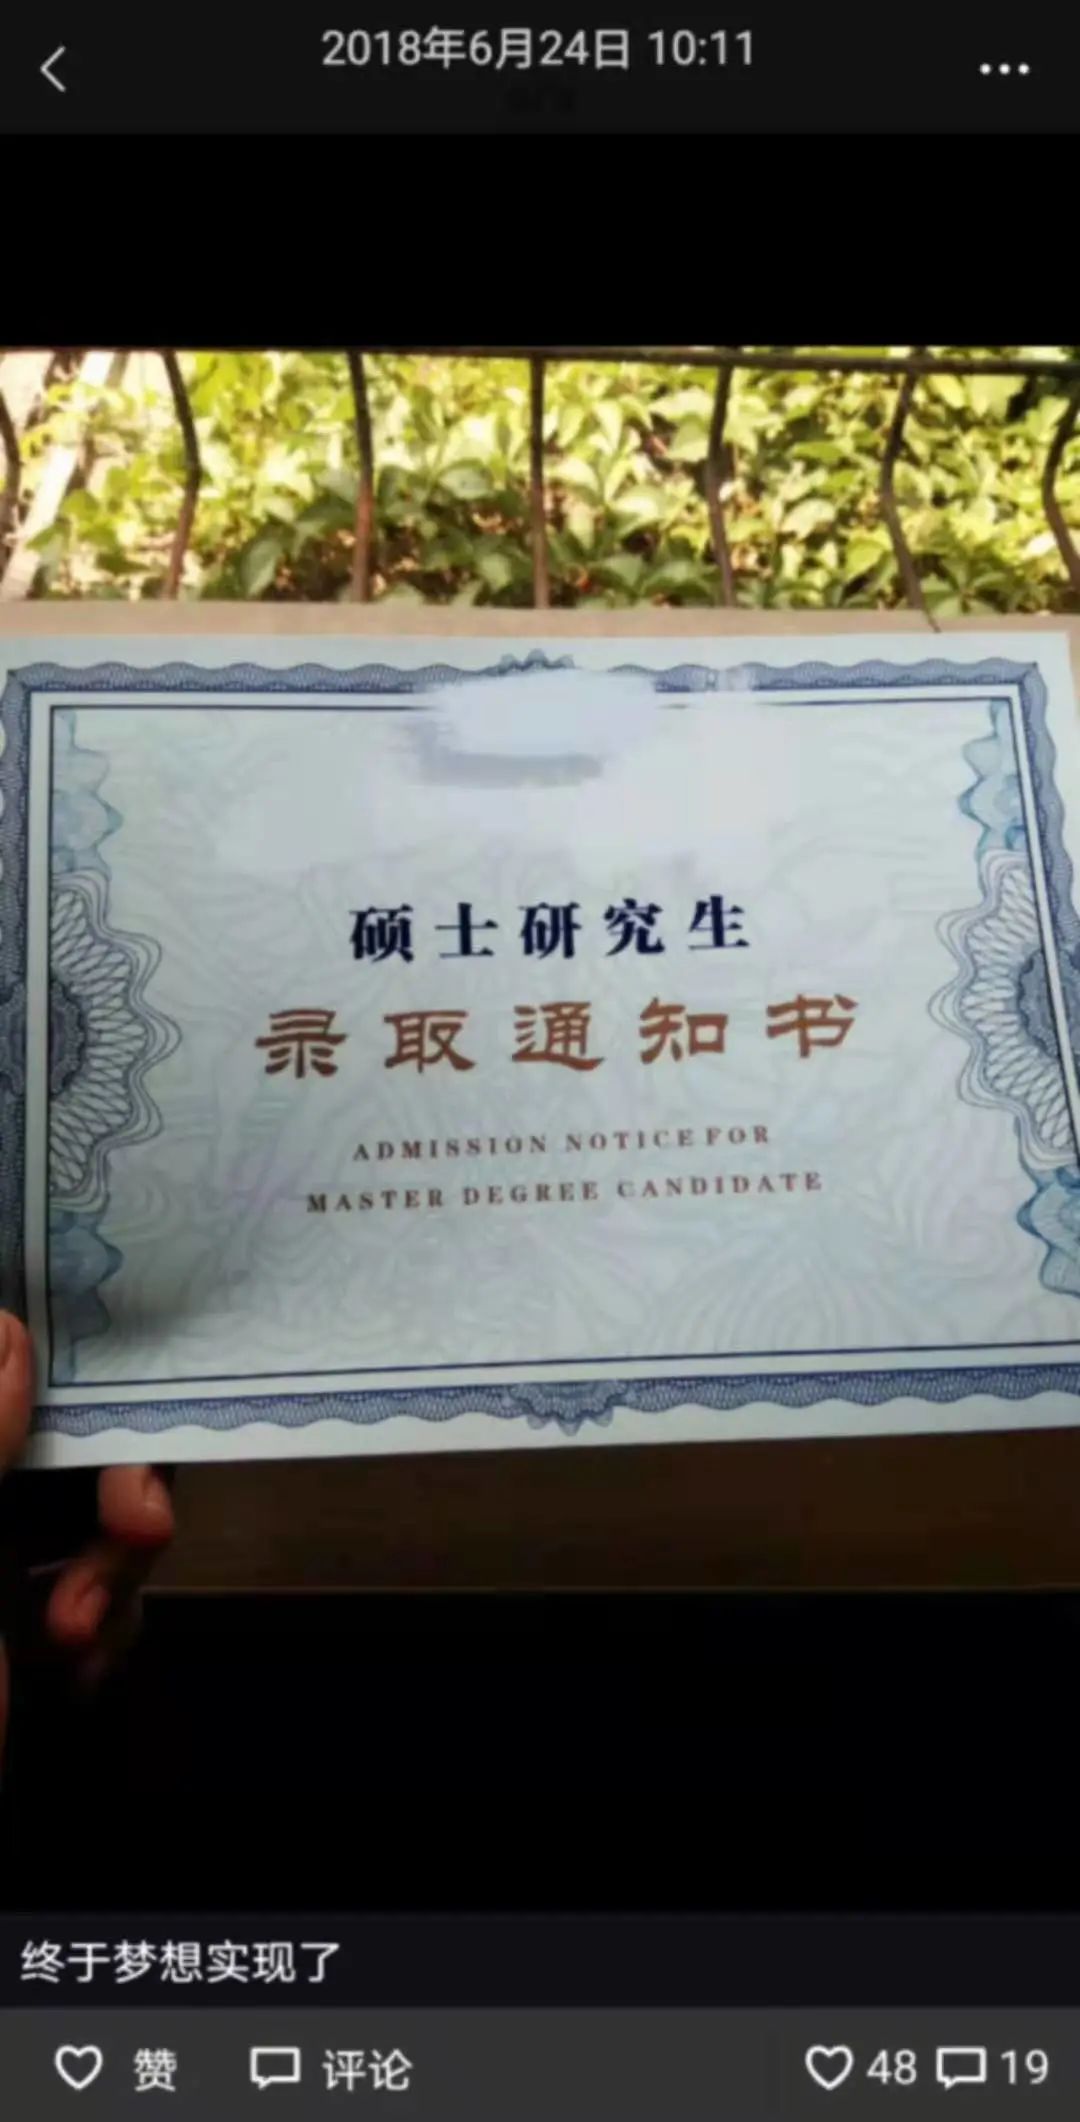 2018年6月24日 10:11
硕士研究生
录取通知书
ADMISSION NOTICE FOR
MASTER DEGREE CANDIDATE
终于梦想实现了
赞 评论 48 19